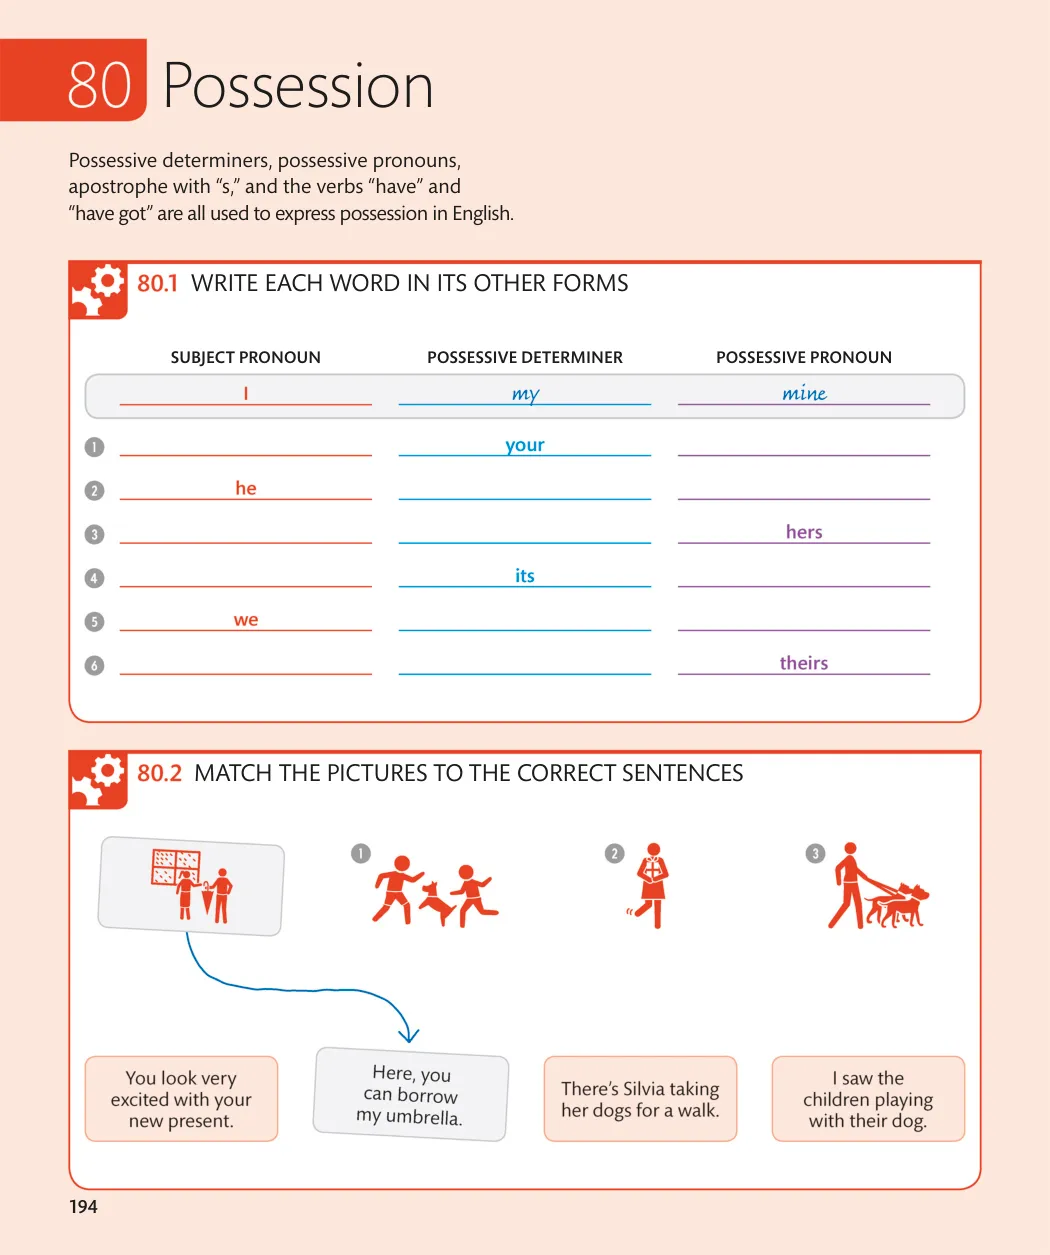 80 Possession
Possessive determiners, possessive pronouns,
apostrophe with “s,” and the verbs “have” and
“have got” are all used to express possession in English.
80.1 WRITE EACH WORD IN ITS OTHER FORMS
SUBJECT PRONOUN POSSESSIVE DETERMINER POSSESSIVE PRONOUN
I my mine
1 your
2 he
3 hers
4 its
5 we
6 theirs
80.2 MATCH THE PICTURES TO THE CORRECT SENTENCES
1 2 3
You look very
excited with your
new present.
Here, you
can borrow
my umbrella.
There’s Silvia taking
her dogs for a walk.
I saw the
children playing
with their dog.
194